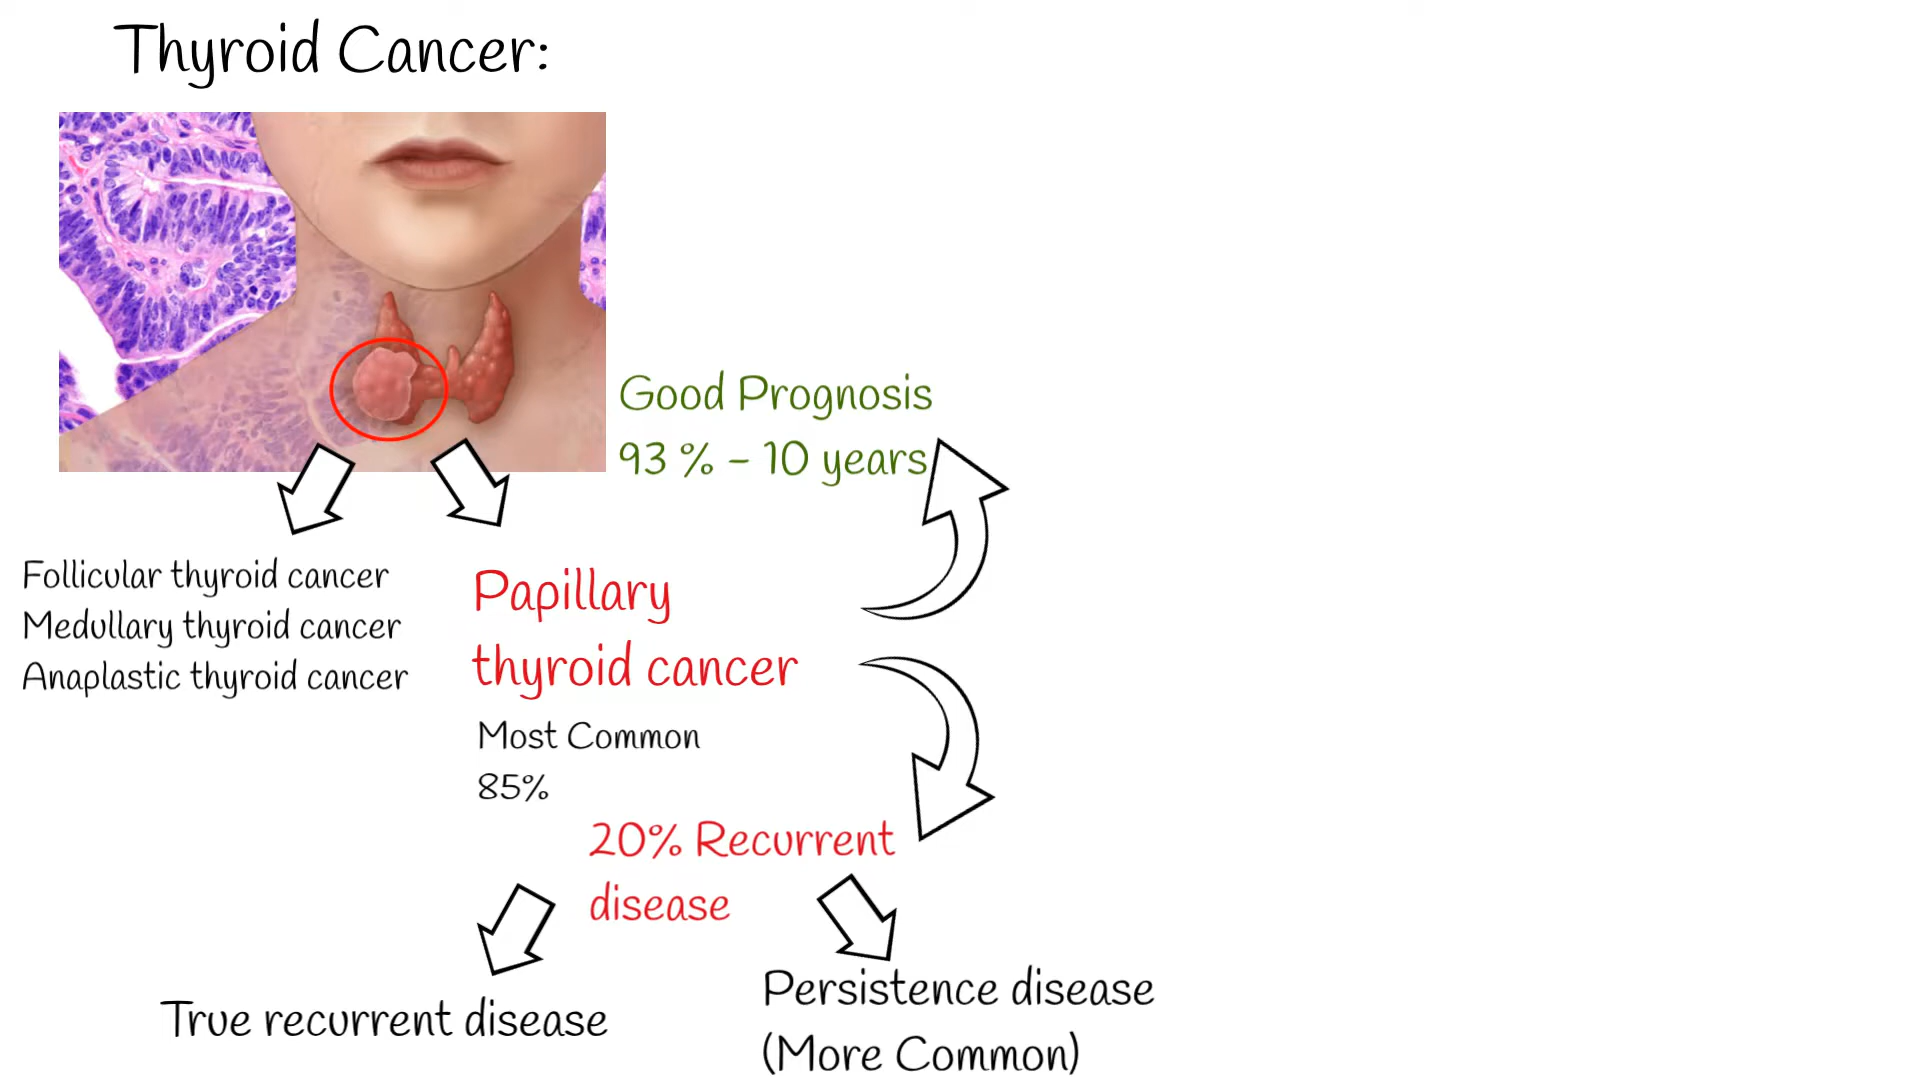 Thyroid Cancer:
Good Prognosis
93 % - 10 years
Follicular thyroid cancer
Medullary thyroid cancer
Anaplastic thyroid cancer
Papillary
thyroid cancer
Most Common
85%
20% Recurrent
disease
True recurrent disease
Persistence disease
(More Common)